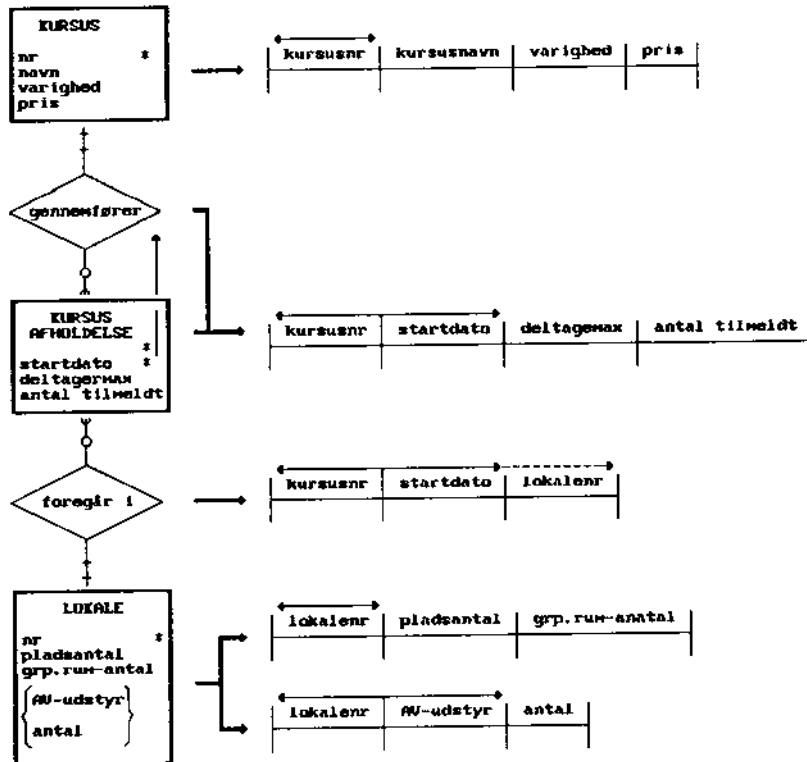 KURSUS
nr *
navn
varighed
pris
kursusnr kursusnavn varighed pris
gennemfører
KURSUS
AFHOLDELSE
*
startdato *
deltagermax
antal tilmeldt
kursusnr startdato deltagemax antal tilmeldt
foregår i
kursusnr startdato lokalenr
LOKALE
nr *
pladsantal
grp.rum-antal
AV-udstyr
antal
lokalenr pladsantal grp.rum-anatal
lokalenr AV-udstyr antal